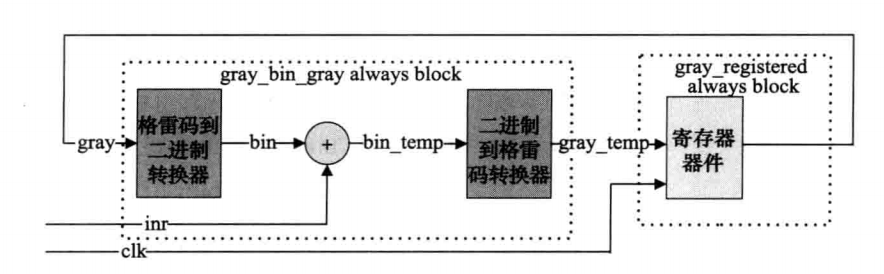 gray_bin_gray always block
gray_registered
always block
格雷码到
二进制
转换器
二进制
到格雷
码转换器
寄存器
器件
gray
bin
+
bin_temp
gray_temp
inr
clk